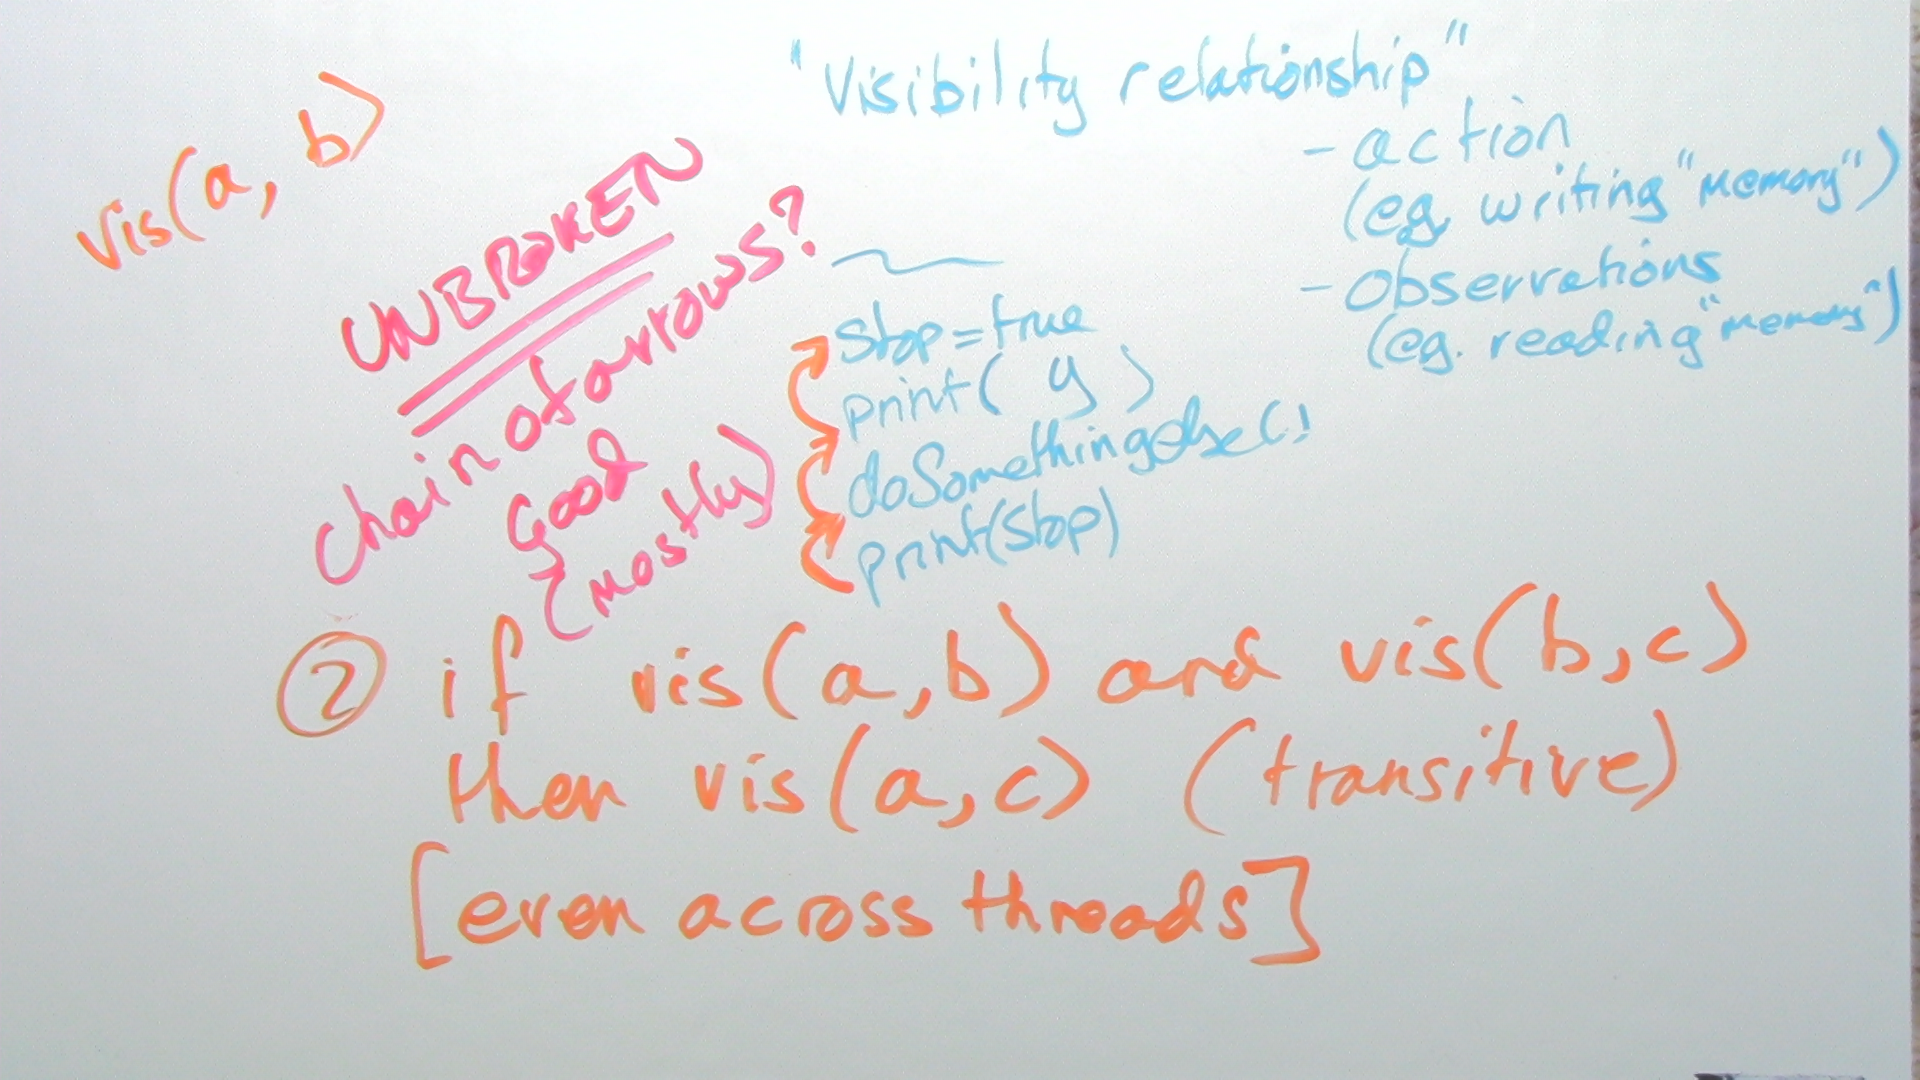 "Visibility relationship"
- action
(eg. writing "memory")
- observations
(eg. reading "memory")
vis(a, b)
UNBROKEN
chain of arrows?
Good
(mostly)
stop=true
print( y )
doSomethingelse()
print(stop)
② if vis(a,b) and vis(b,c)
then vis(a,c) (transitive)
[even across threads]